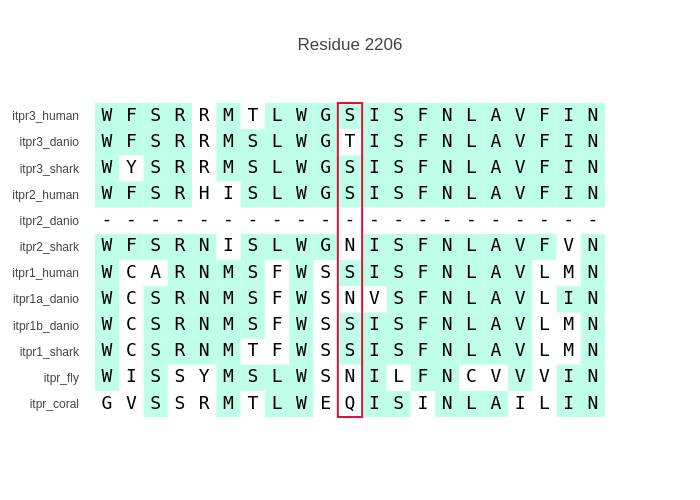 Residue 2206
itpr3_human W F S R R M T L W G S I S F N L A V F I N
itpr3_danio W F S R R M S L W G T I S F N L A V F I N
itpr3_shark W Y S R R M S L W G S I S F N L A V F I N
itpr2_human W F S R H I S L W G S I S F N L A V F I N
itpr2_danio - - - - - - - - - - - - - - - - - - - - -
itpr2_shark W F S R N I S L W G N I S F N L A V F V N
itpr1_human W C A R N M S F W S S I S F N L A V L M N
itpr1a_danio W C S R N M S F W S N V S F N L A V L I N
itpr1b_danio W C S R N M S F W S S I S F N L A V L M N
itpr1_shark W C S R N M T F W S S I S F N L A V L M N
itpr_fly W I S S Y M S L W S N I L F N C V V V I N
itpr_coral G V S S R M T L W E Q I S I N L A I L I N